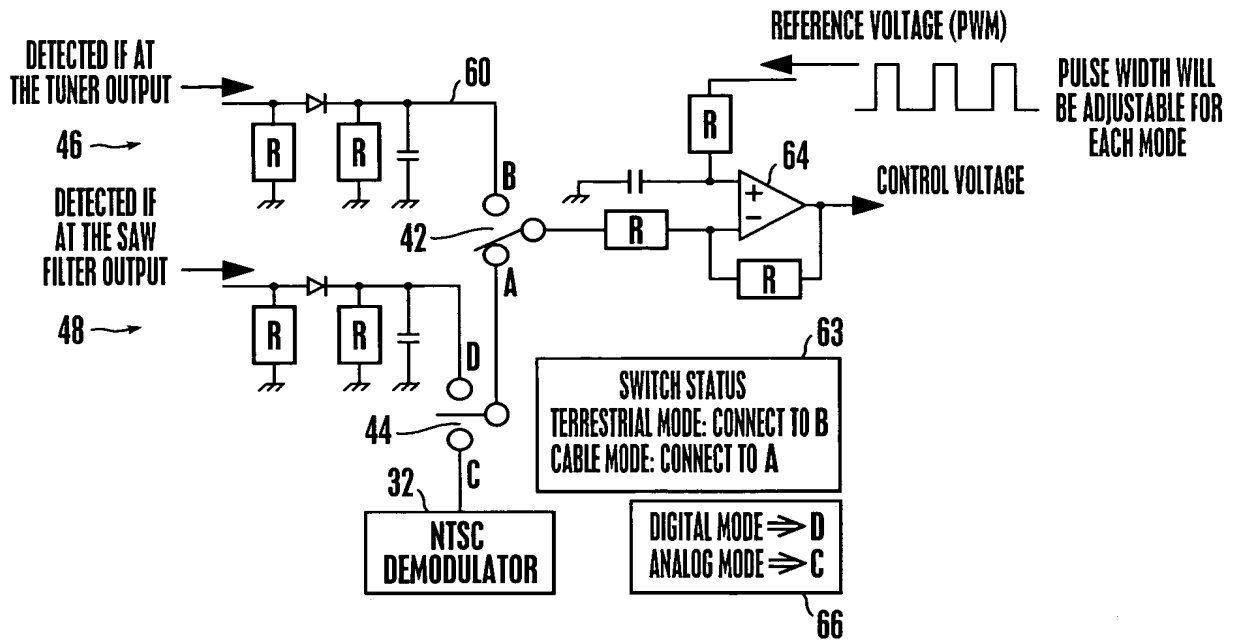 REFERENCE VOLTAGE (PWM)
DETECTED IF AT
THE TUNER OUTPUT
60
PULSE WIDTH WILL
BE ADJUSTABLE FOR
EACH MODE
R
46
R
R
64
B
+
−
CONTROL VOLTAGE
DETECTED IF
AT THE SAW
FILTER OUTPUT
42
R
A
R
48
R
R
63
D
SWITCH STATUS
TERRESTRIAL MODE: CONNECT TO B
CABLE MODE: CONNECT TO A
44
C
32
NTSC
DEMODULATOR
DIGITAL MODE ⇒ D
ANALOG MODE ⇒ C
66